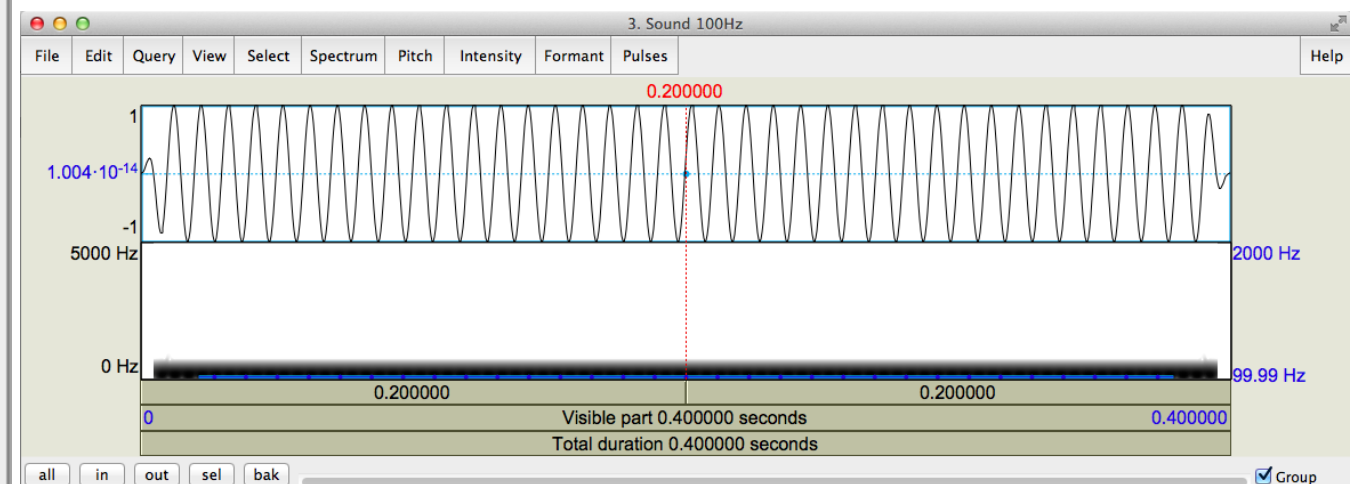 3. Sound 100Hz
File Edit Query View Select Spectrum Pitch Intensity Formant Pulses Help
0.200000
1
1.004·10⁻¹⁴
-1
5000 Hz 2000 Hz
0 Hz 99.99 Hz
0.200000 0.200000
0 Visible part 0.400000 seconds 0.400000
Total duration 0.400000 seconds
all in out sel bak Group